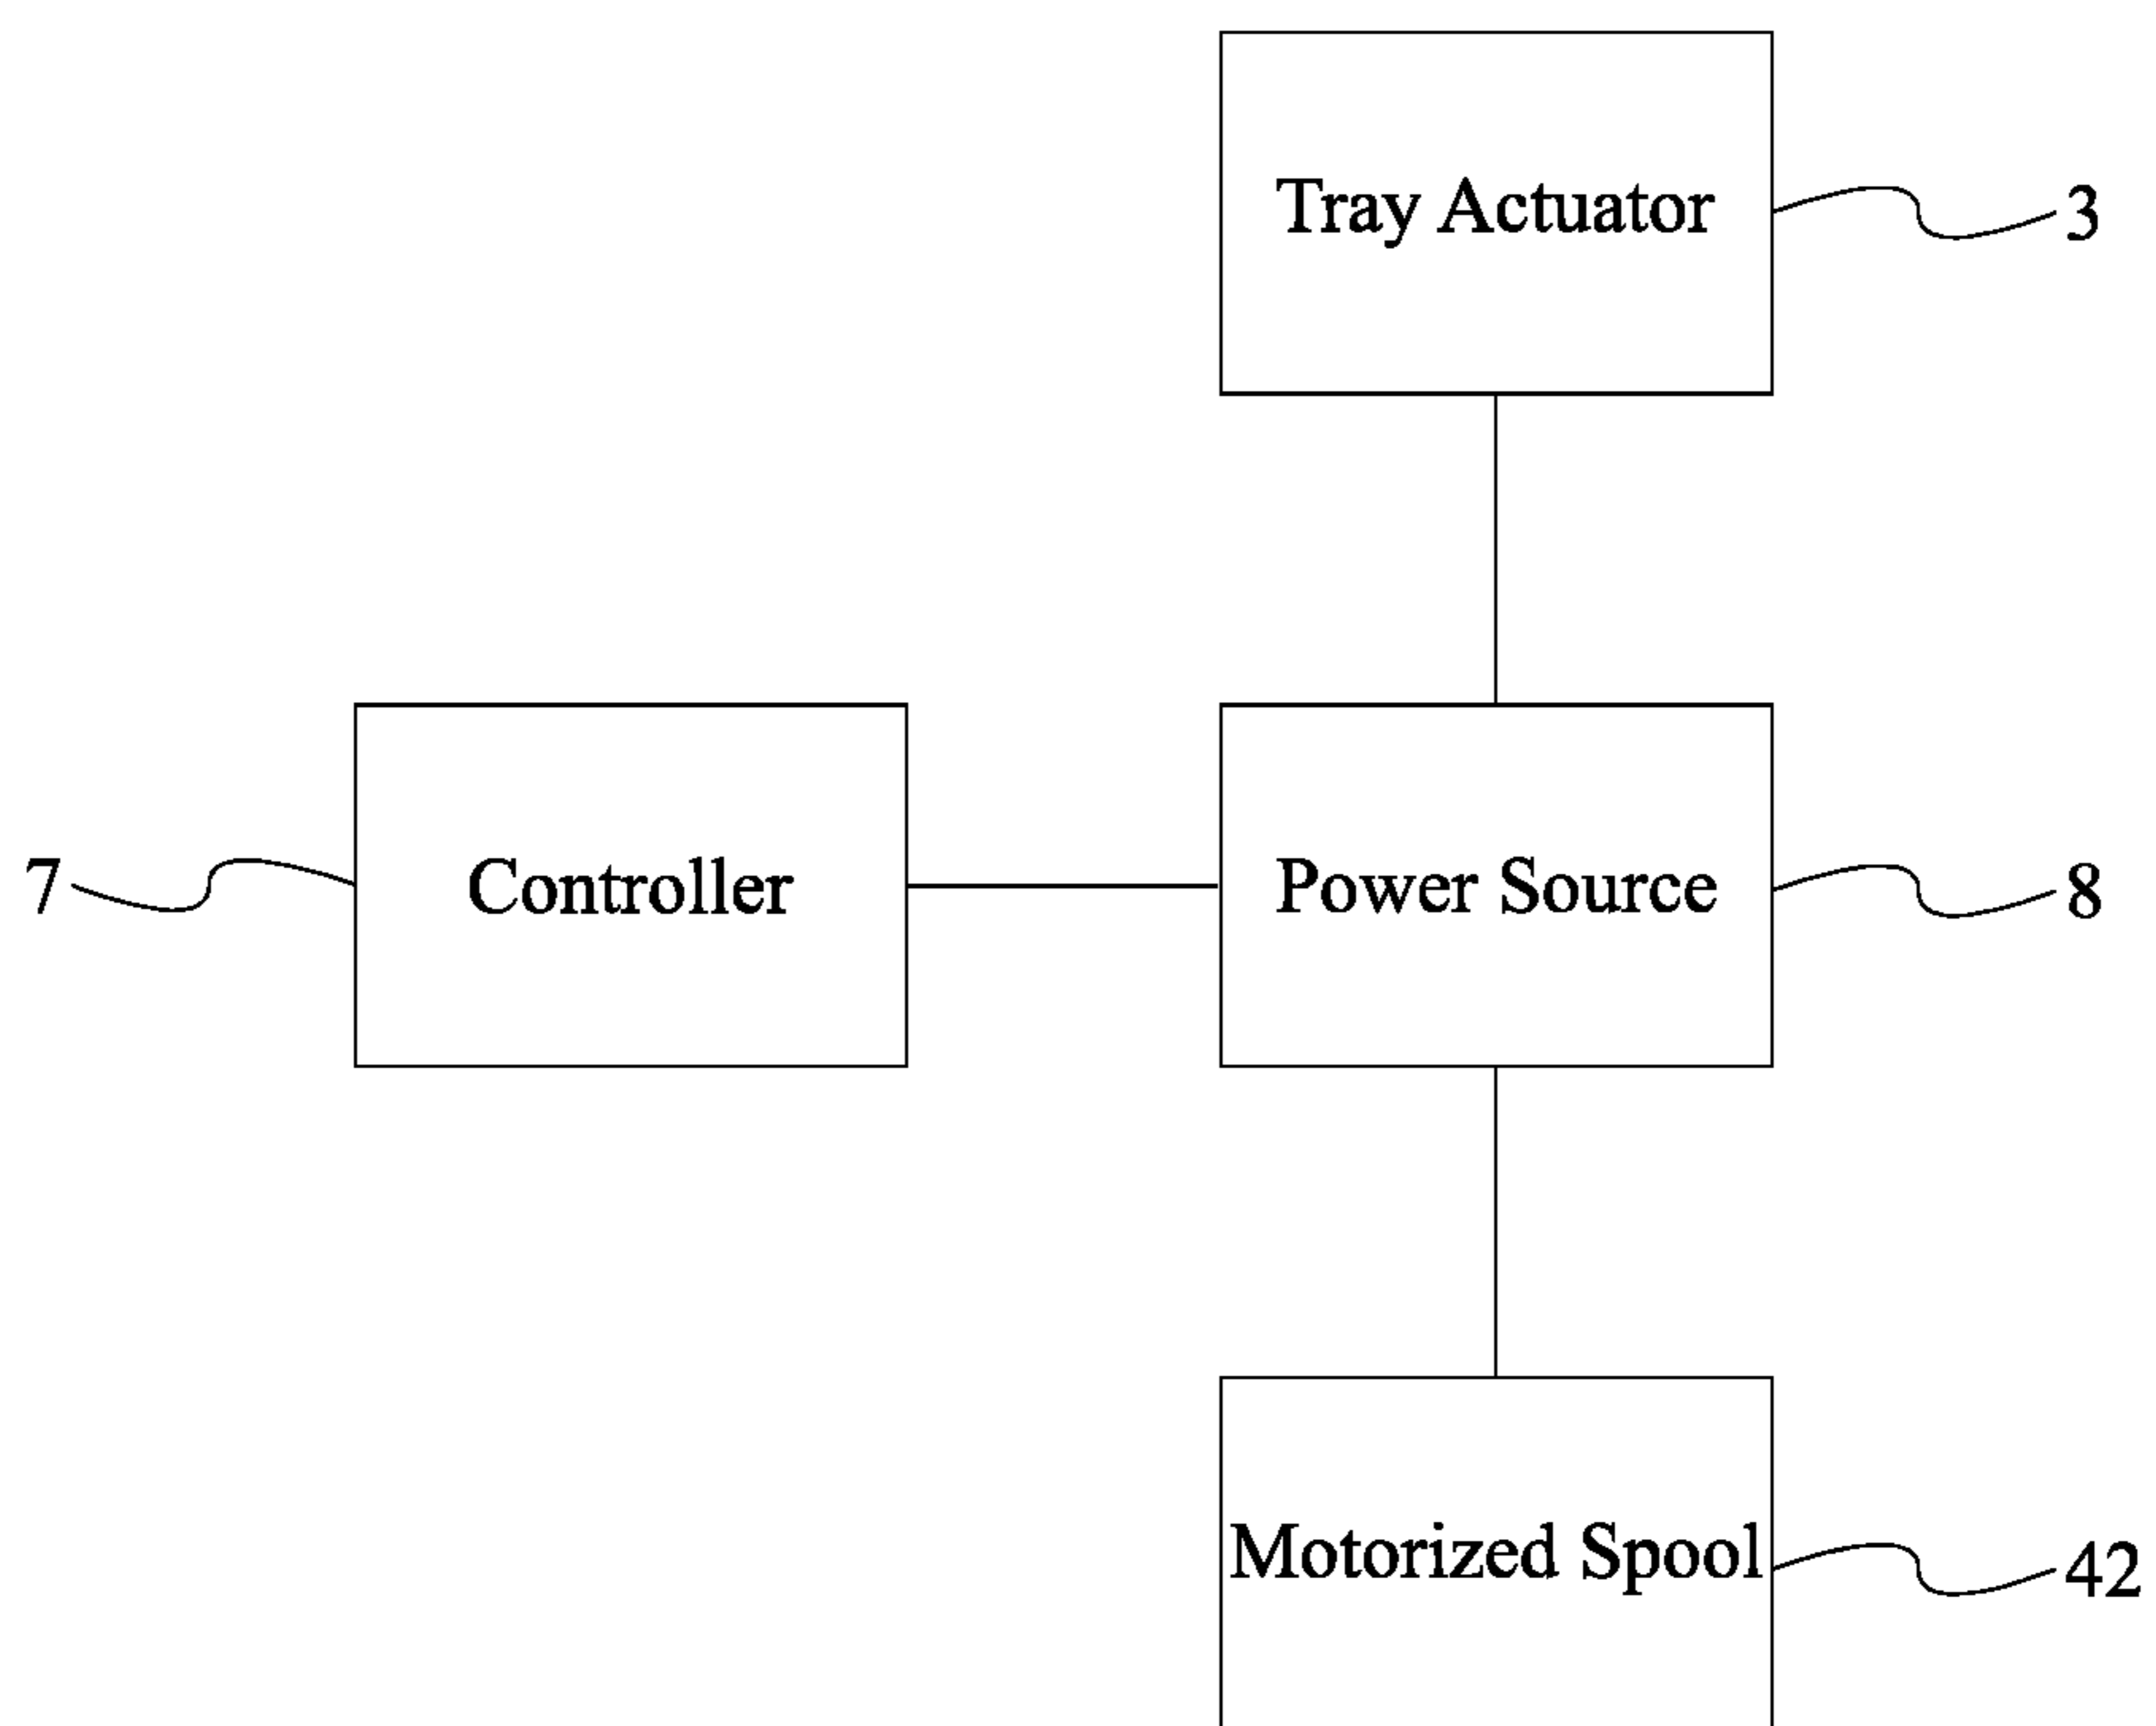 Tray Actuator
3
7
Controller
Power Source
8
Motorized Spool
42